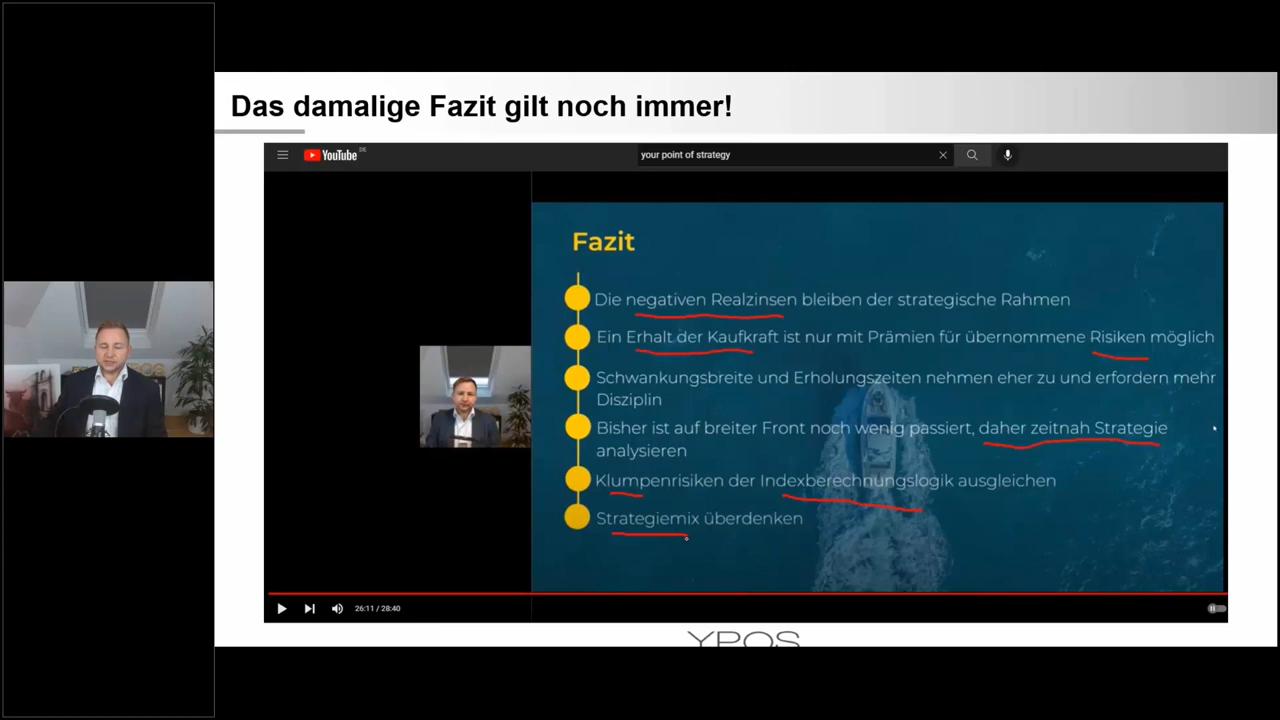 Das damalige Fazit gilt noch immer!
YouTube DE
your point of strategy
Fazit
Die negativen Realzinsen bleiben der strategische Rahmen
Ein Erhalt der Kaufkraft ist nur mit Prämien für übernommene Risiken möglich
Schwankungsbreite und Erholungszeiten nehmen eher zu und erfordern mehr
Disziplin
Bisher ist auf breiter Front noch wenig passiert, daher zeitnah Strategie
analysieren
Klumpenrisiken der Indexberechnungslogik ausgleichen
Strategiemix überdenken
26:11 / 28:40
YPOS